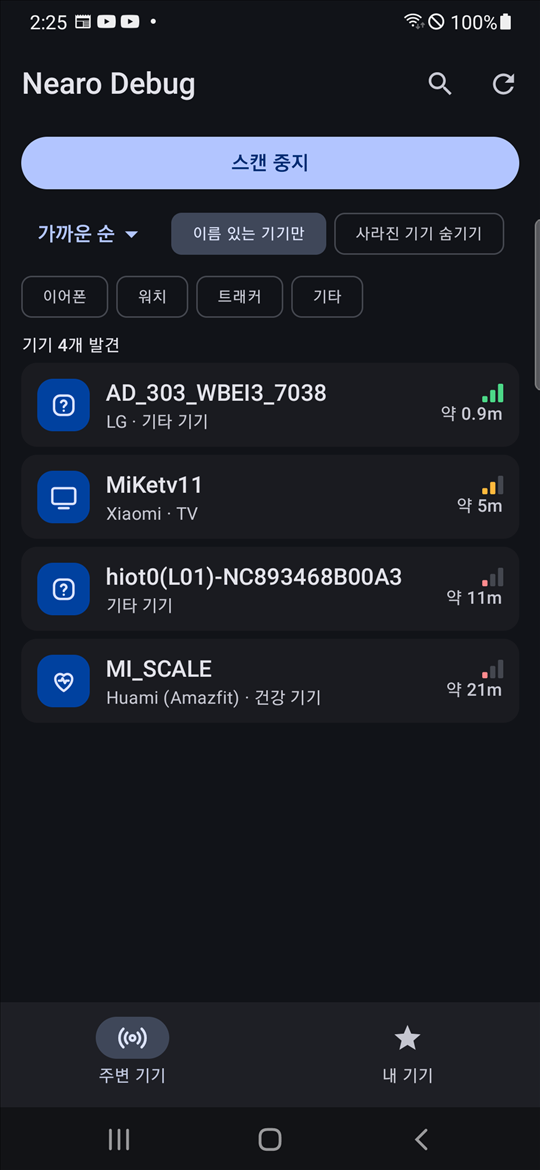 2:25 100%
Nearo Debug
스캔 중지
가까운 순 이름 있는 기기만 사라진 기기 숨기기
이어폰 워치 트래커 기타
기기 4개 발견
AD_303_WBEI3_7038
LG · 기타 기기 약 0.9m
MiKetv11
Xiaomi · TV 약 5m
hiot0(L01)-NC893468B00A3
기타 기기 약 11m
MI_SCALE
Huami (Amazfit) · 건강 기기 약 21m
주변 기기 내 기기